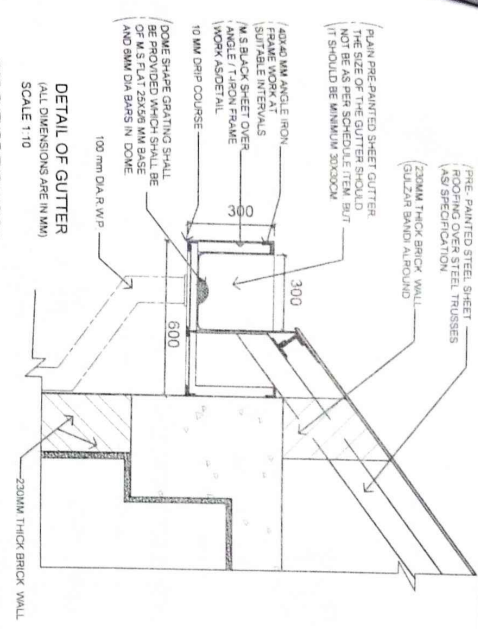 PRE- PAINTED STEEL SHEET
ROOFING OVER STEEL TRUSSES
AS/ SPECIFICATION
230MM THICK BRICK WALL
GULZAR BANDI ALROUND
PLAIN PRE-PAINTED SHEET GUTTER.
THE SIZE OF THE GUTTER SHOULD
NOT BE AS PER SCHEDULE ITEM, BUT
IT SHOULD BE MINIMUM 30X30CM.
40X40 MM ANGLE IRON
FRAME WORK AT
SUITABLE INTERVALS
M.S BLACK SHEET OVER
ANGLE / T-IRON FRAME
WORK AS/DETAIL
10 MM DRIP COURSE
DOME SHAPE GRATING SHALL
BE PROVIDED WHICH SHALL BE
OF M.S FLAT 25X5/6 MM BASE
AND 6MM DIA BARS IN DOME.
100 mm DIA R.W.P
300
300
600
230MM THICK BRICK WALL
DETAIL OF GUTTER
(ALL DIMENSIONS ARE IN MM)
SCALE 1:10